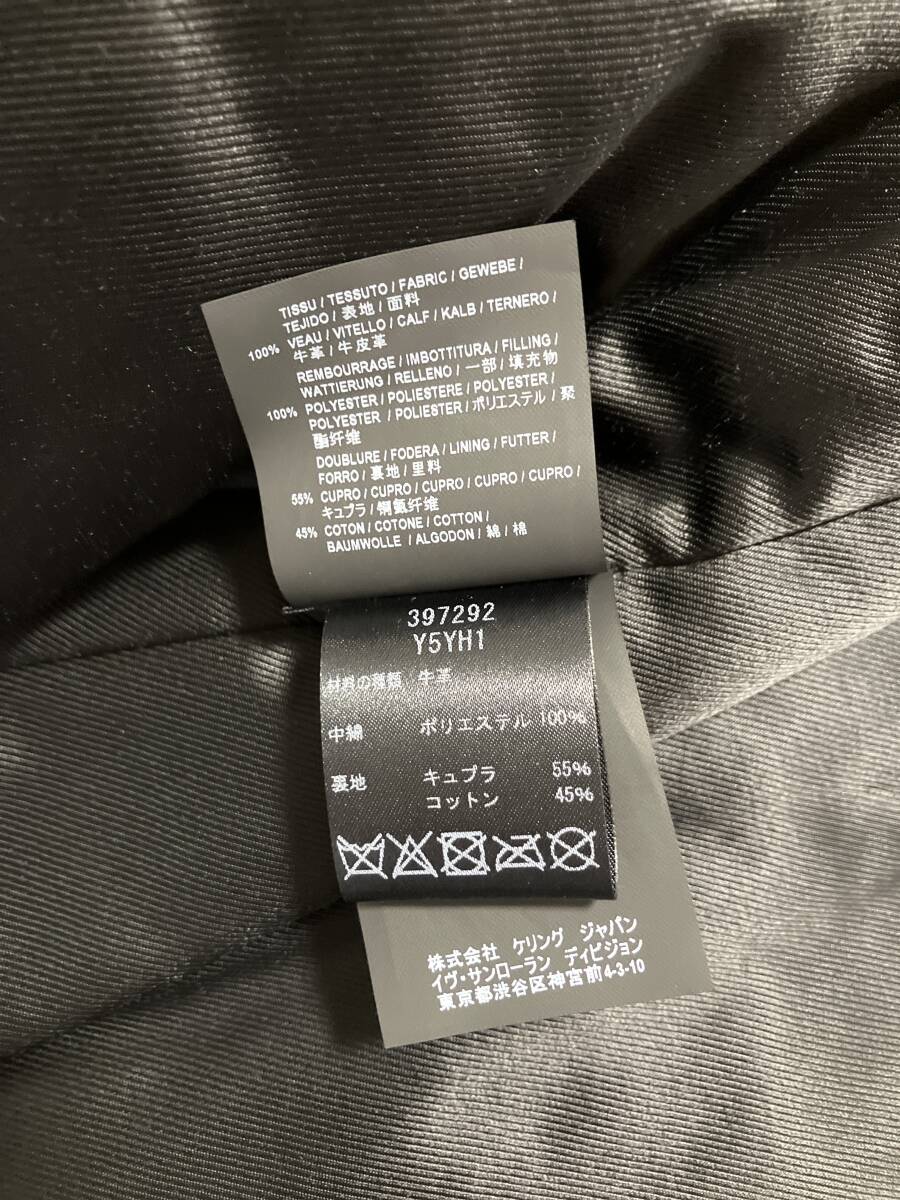 TISSU / TESSUTO / FABRIC / GEWEBE /
TEJIDO / 表地 / 面料
100% VEAU / VITELLO / CALF / KALB / TERNERO /
牛革 / 牛皮革
REMBOURRAGE / IMBOTTITURA / FILLING /
WATTIERUNG / RELLENO / 一部 / 填充物
100% POLYESTER / POLIESTERE / POLYESTER /
POLYESTER / POLIESTER / ポリエステル / 聚
酯纤维
DOUBLURE / FODERA / LINING / FUTTER /
FORRO / 裏地 / 里料
55% CUPRO / CUPRO / CUPRO / CUPRO / CUPRO /
キュプラ / 铜氨纤维
45% COTON / COTONE / COTTON /
BAUMWOLLE / ALGODON / 綿 / 棉
397292
Y5YH1
材料の種類 牛革
中綿 ポリエステル 100%
裏地 キュプラ 55%
コットン 45%
株式会社 ケリング ジャパン
イヴ・サンローラン ディビジョン
東京都渋谷区神宮前4-3-10